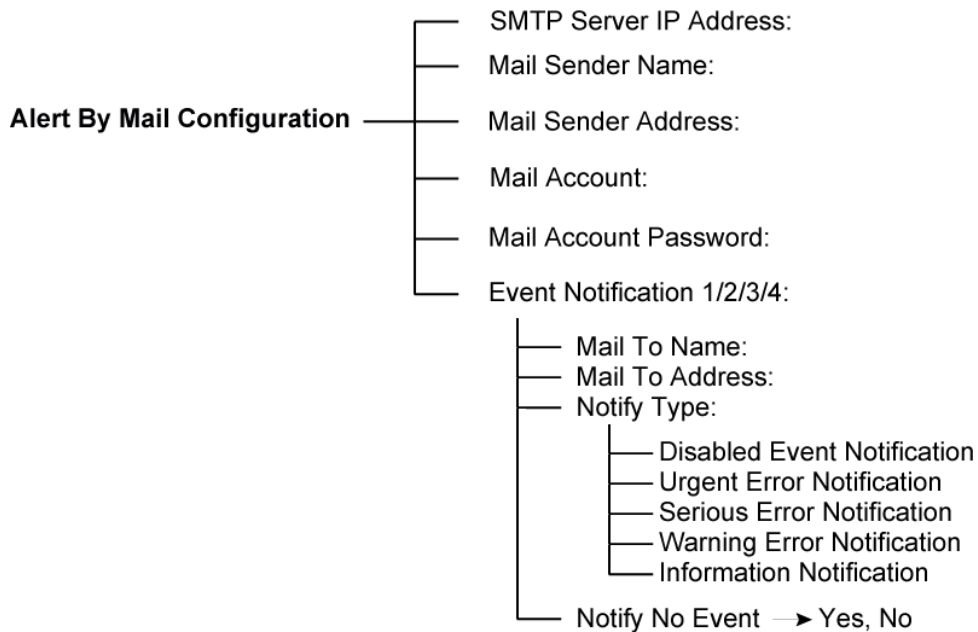 SMTP Server IP Address:
Mail Sender Name:
Alert By Mail Configuration
Mail Sender Address:
Mail Account:
Mail Account Password:
Event Notification 1/2/3/4:
Mail To Name:
Mail To Address:
Notify Type:
Disabled Event Notification
Urgent Error Notification
Serious Error Notification
Warning Error Notification
Information Notification
Notify No Event → Yes, No